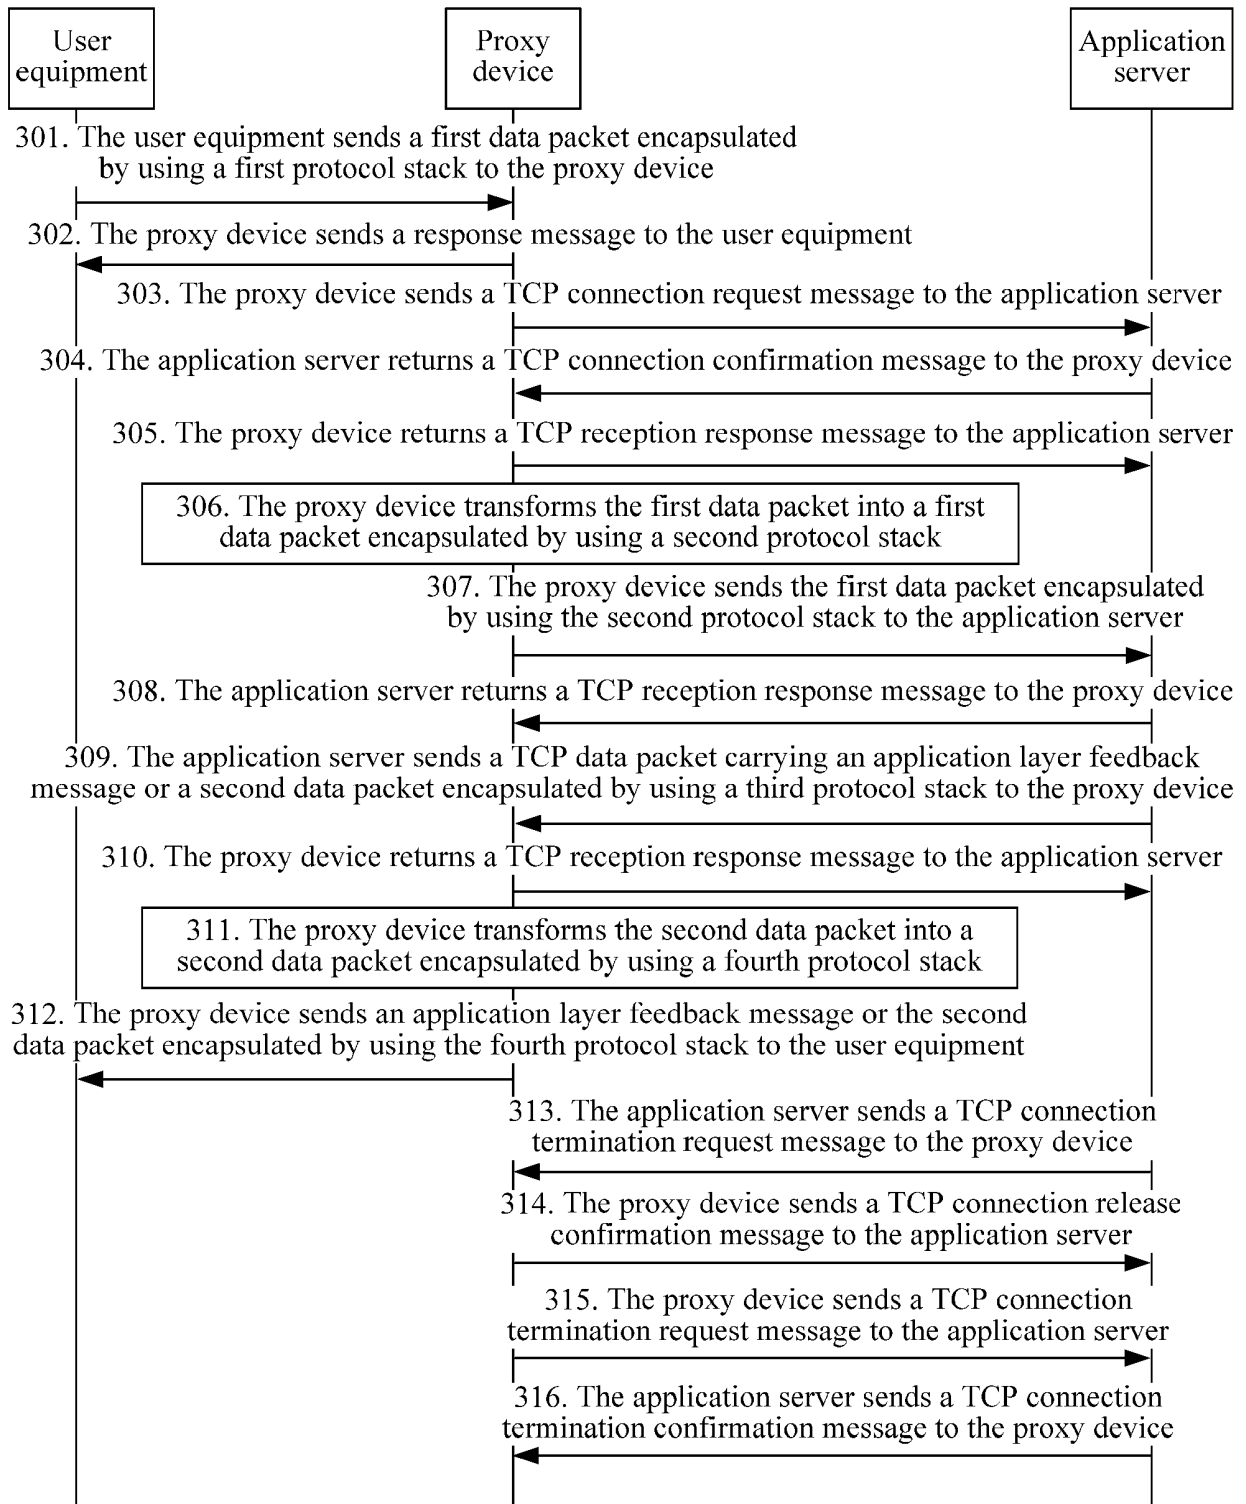 User
equipment
Proxy
device
Application
server
301. The user equipment sends a first data packet encapsulated
by using a first protocol stack to the proxy device
302. The proxy device sends a response message to the user equipment
303. The proxy device sends a TCP connection request message to the application server
304. The application server returns a TCP connection confirmation message to the proxy device
305. The proxy device returns a TCP reception response message to the application server
306. The proxy device transforms the first data packet into a first
data packet encapsulated by using a second protocol stack
307. The proxy device sends the first data packet encapsulated
by using the second protocol stack to the application server
308. The application server returns a TCP reception response message to the proxy device
309. The application server sends a TCP data packet carrying an application layer feedback
message or a second data packet encapsulated by using a third protocol stack to the proxy device
310. The proxy device returns a TCP reception response message to the application server
311. The proxy device transforms the second data packet into a
second data packet encapsulated by using a fourth protocol stack
312. The proxy device sends an application layer feedback message or the second
data packet encapsulated by using the fourth protocol stack to the user equipment
313. The application server sends a TCP connection
termination request message to the proxy device
314. The proxy device sends a TCP connection release
confirmation message to the application server
315. The proxy device sends a TCP connection
termination request message to the application server
316. The application server sends a TCP connection
termination confirmation message to the proxy device